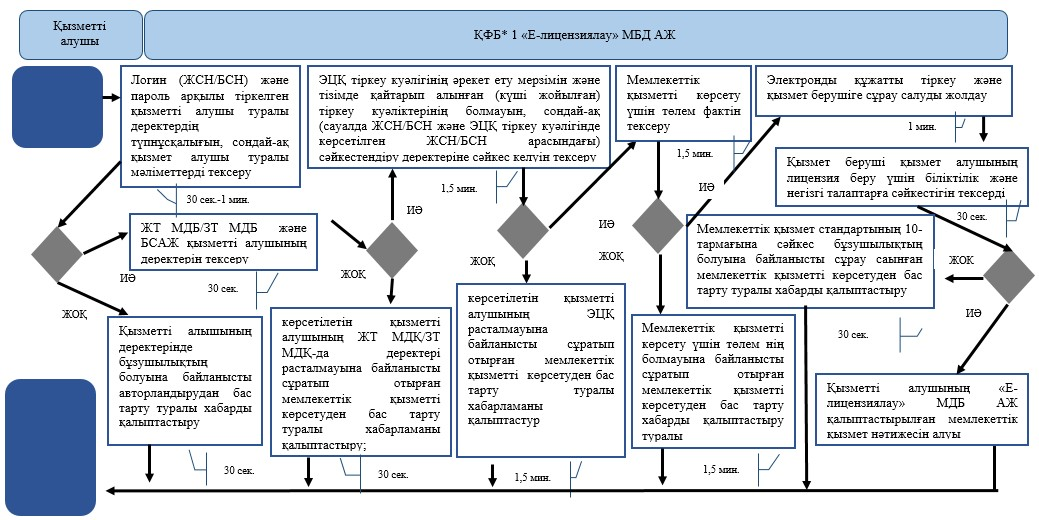 Қызметті
алушы
ҚФБ* 1 «Е-лицензиялау» МБД АЖ
Логин (ЖСН/БСН) және
пароль арқылы тіркелген
қызметті алушы туралы
деректердің
түпнұсқалығын, сондай-ақ
қызмет алушы туралы
мәліметтерді тексеру
30 сек.-1 мин.
ЭЦҚ тіркеу куәлігінің әрекет ету мерзімін және
тізімде қайтарып алынған (күші жойылған)
тіркеу куәліктерінің болмауын, сондай-ақ
(сауалда ЖСН/БСН және ЭЦҚ тіркеу куәлігінде
көрсетілген ЖСН/БСН арасындағы)
сәйкестендіру деректеріне сәйкес келуін тексеру
1,5 мин.
Мемлекеттік
қызметті көрсету
үшін төлем фактін
тексеру
1,5 мин.
Электронды құжатты тіркеу және
қызмет берушіге сұрау салуды жолдау
1 мин.
Қызмет беруші қызмет алушының
лицензия беру үшін біліктілік және
негізгі талаптарға сәйкестігін тексерді
30 сек.
ЖТ МДБ/ЗТ МДБ және
БСАЖ қызметті алушының
деректерін тексеру
30 сек.
ИӘ
ЖОҚ
ИӘ
ЖОҚ
ИӘ
ЖОҚ
ИӘ
ЖОҚ
Мемлекеттік қызмет стандартының 10-
тармағына сәйкес бұзушылықтың
болуына байланысты сұрау саынған
мемлекеттік қызметті көрсетуден бас
тарту туралы хабарды қалыптастыру
30 сек.
ЖОҚ
ИӘ
Қызметті алышының
деректерінде
бұзушылықтың
болуына байланысты
авторландырудан бас
тарту туралы хабарды
қалыптастыру
30 сек.
көрсетілетін қызметті
алушының ЖТ МДҚ/ЗТ
МДҚ-да деректері
расталмауына байланысты
сұратып отырған
мемлекеттік қызметті
көрсетуден бас тарту
туралы хабарламаны
қалыптастыру;
30 сек.
көрсетілетін қызметті
алушының ЭЦҚ
расталмауына
байланысты сұратып
отырған мемлекеттік
қызметті көрсетуден бас
тарту туралы
хабарламаны
қалыптастур
1,5 мин.
Мемлекеттік қызметті
көрсету үшін төлем нің
болмауына байланысты
сұратып отырған
мемлекеттік қызметті
көрсетуден бас тарту
хабарды қалыптастыру
туралы
1,5 мин.
Қызметті алушының «Е-
лицензиялау» МДБ АЖ
қалыптастырылған мемлекеттік
қызмет нәтижесін алуы